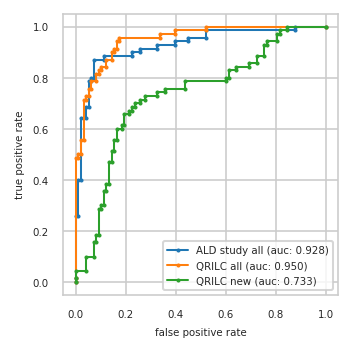 1.0
0.8
0.6
0.4
0.2
0.0
true positive rate
ALD study all (auc: 0.928)
QRILC all (auc: 0.950)
QRILC new (auc: 0.733)
0.0 0.2 0.4 0.6 0.8 1.0
false positive rate